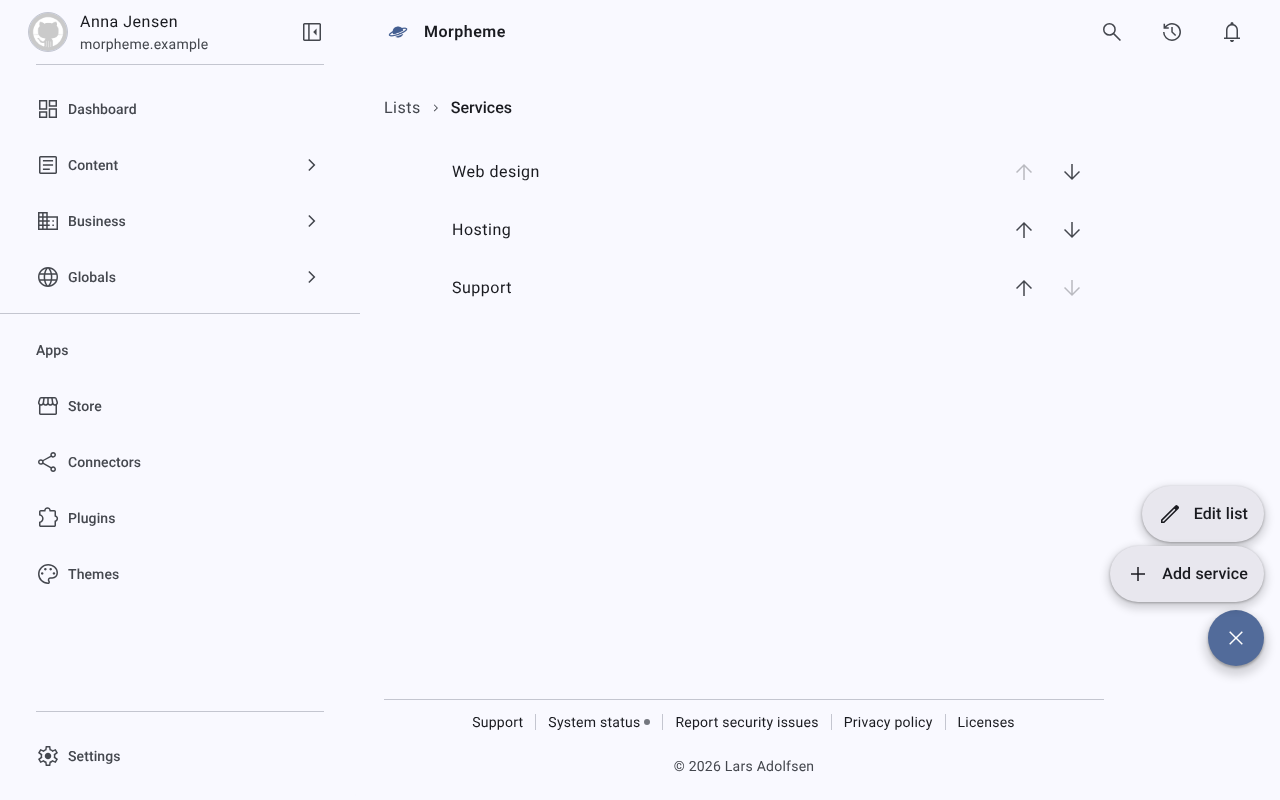 Anna Jensen
morpheme.example
Morpheme
Dashboard
Content
Business
Globals
Apps
Store
Connectors
Plugins
Themes
Settings
Lists › Services
Web design
Hosting
Support
Edit list
Add service
Support
System status
Report security issues
Privacy policy
Licenses
© 2026 Lars Adolfsen